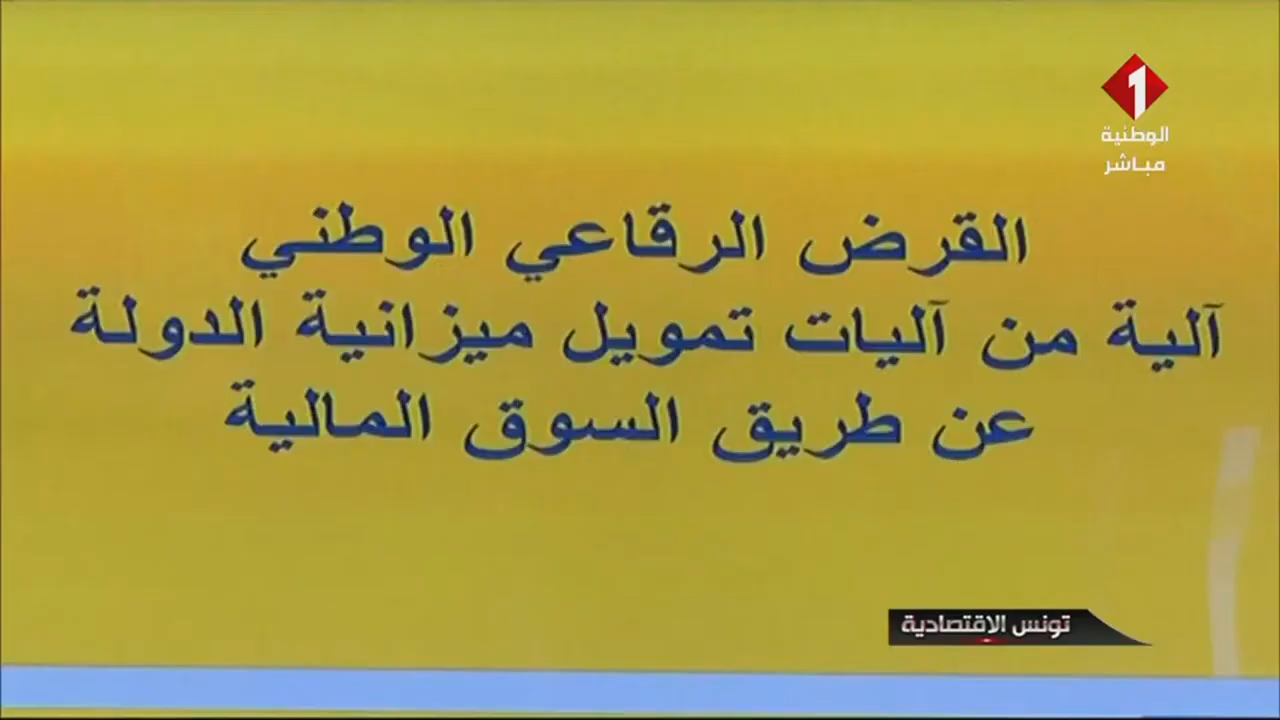 1
الوطنية
مباشر
القرض الرقاعي الوطني
آلية من آليات تمويل ميزانية الدولة
عن طريق السوق المالية
تونس الاقتصادية